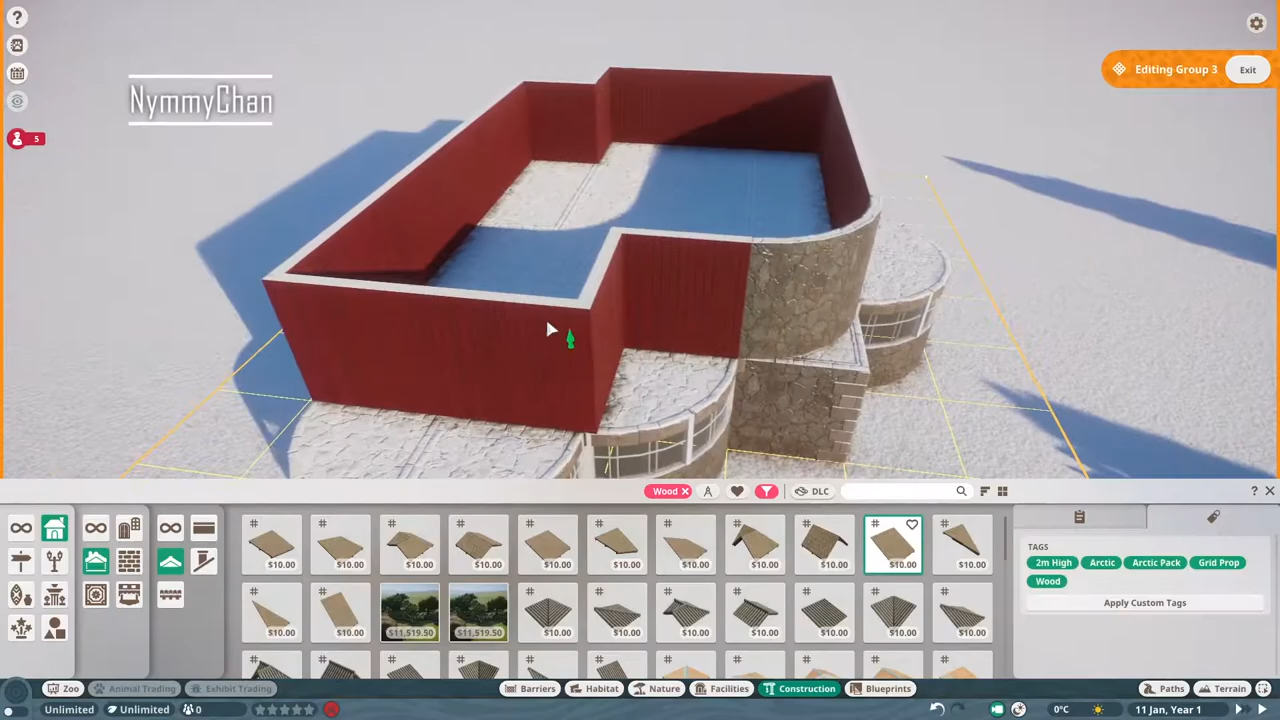 ?
Editing Group 3
Exit
NymmyChan
5
Wood ×
DLC
? ×
$10.00 $10.00 $10.00 $10.00 $10.00 $10.00 $10.00 $10.00 $10.00 $10.00 $10.00
$10.00 $10.00 $11,519.50 $11,519.50 $10.00 $10.00 $10.00 $10.00 $10.00 $10.00 $10.00
TAGS
2m High Arctic Arctic Pack Grid Prop
Wood
Apply Custom Tags
Zoo Animal Trading Exhibit Trading Barriers Habitat Nature Facilities Construction Blueprints Paths Terrain
Unlimited Unlimited 0 0°C 11 Jan, Year 1